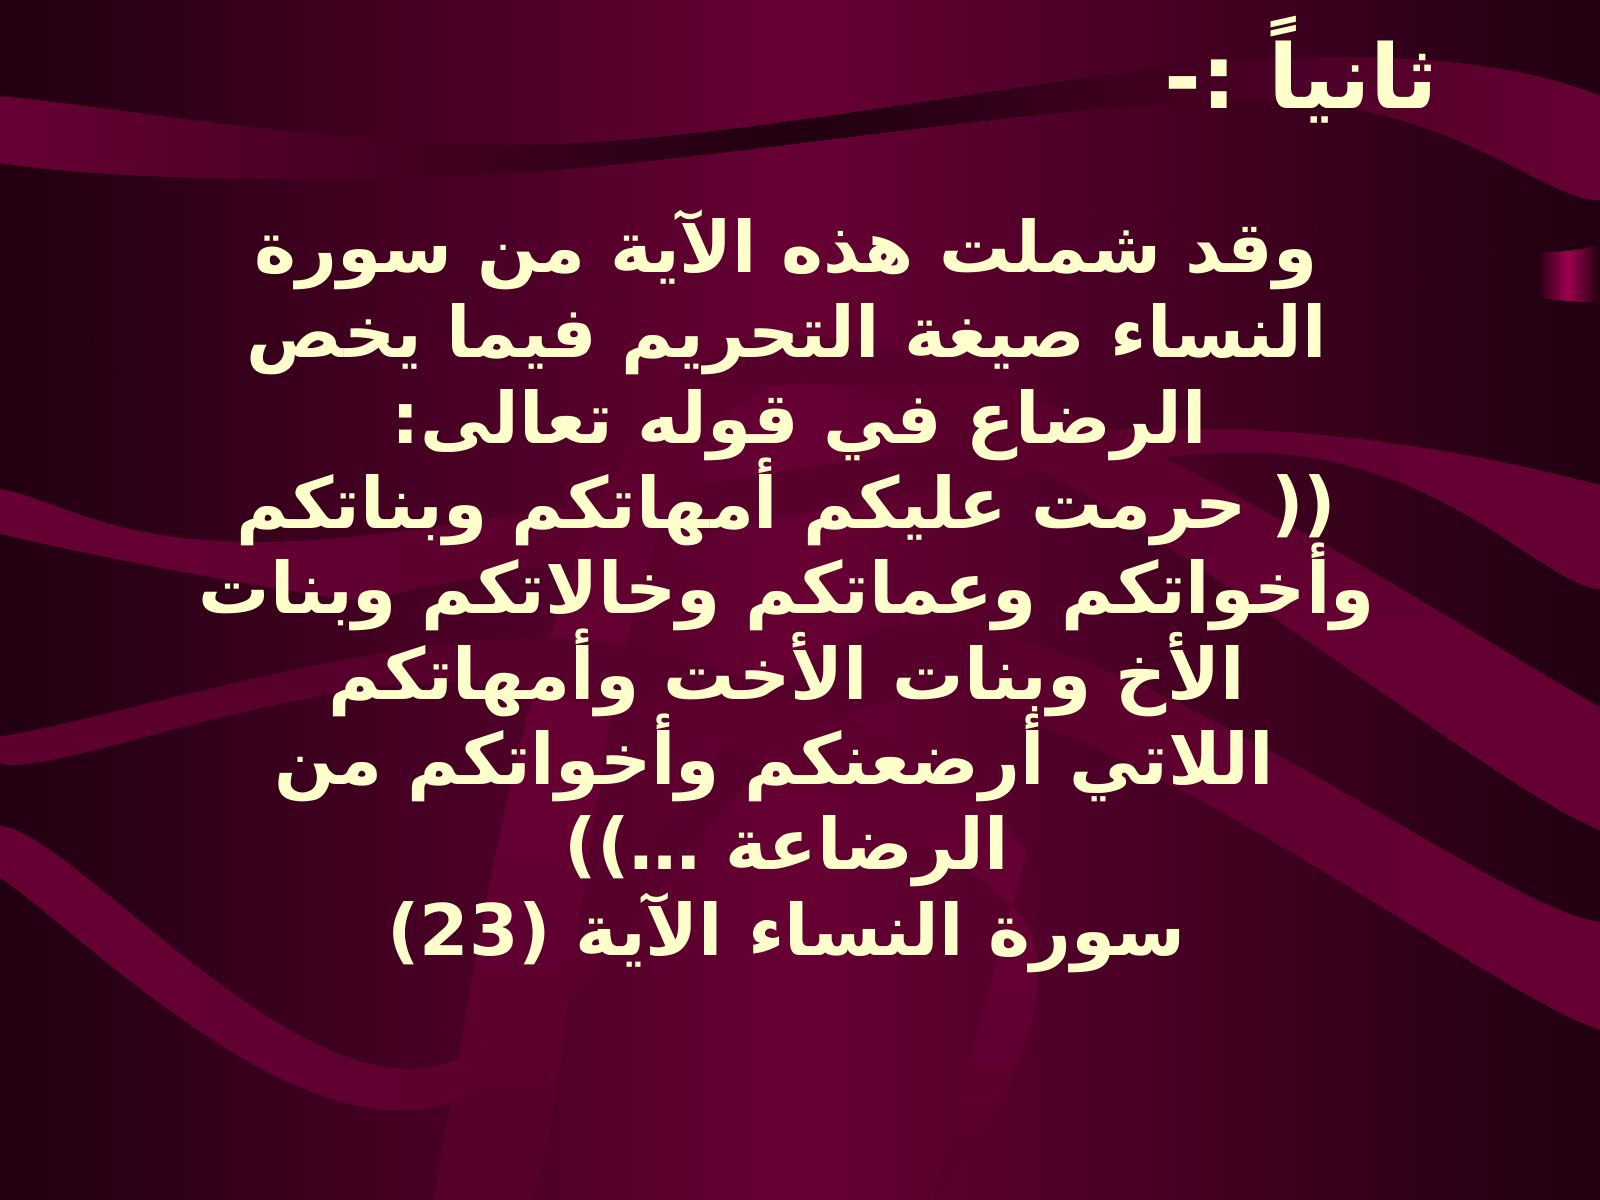 ثانياً :-
وقد شملت هذه الآية من سورة
النساء صيغة التحريم فيما يخص
الرضاع في قوله تعالى:
(( حرمت عليكم أمهاتكم وبناتكم
وأخواتكم وعماتكم وخالاتكم وبنات
الأخ وبنات الأخت وأمهاتكم
اللاتي أرضعنكم وأخواتكم من
الرضاعة ...))
سورة النساء الآية (23)